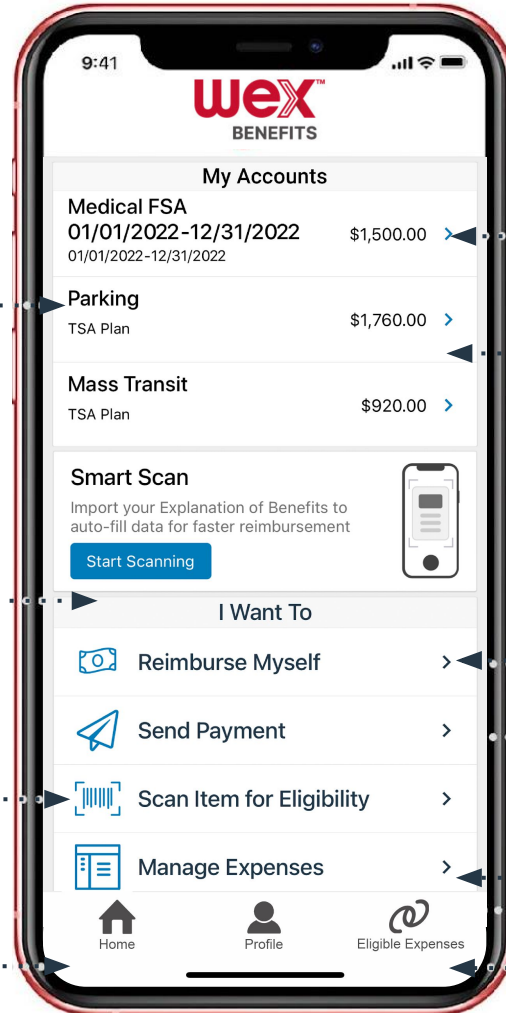 9:41
wex™
BENEFITS
My Accounts
Medical FSA
01/01/2022-12/31/2022
$1,500.00
01/01/2022-12/31/2022
Parking
$1,760.00
TSA Plan
Mass Transit
$920.00
TSA Plan
Smart Scan
Import your Explanation of Benefits to
auto-fill data for faster reimbursement
Start Scanning
I Want To
Reimburse Myself
Send Payment
Scan Item for Eligibility
Manage Expenses
Home
Profile
Eligible Expenses